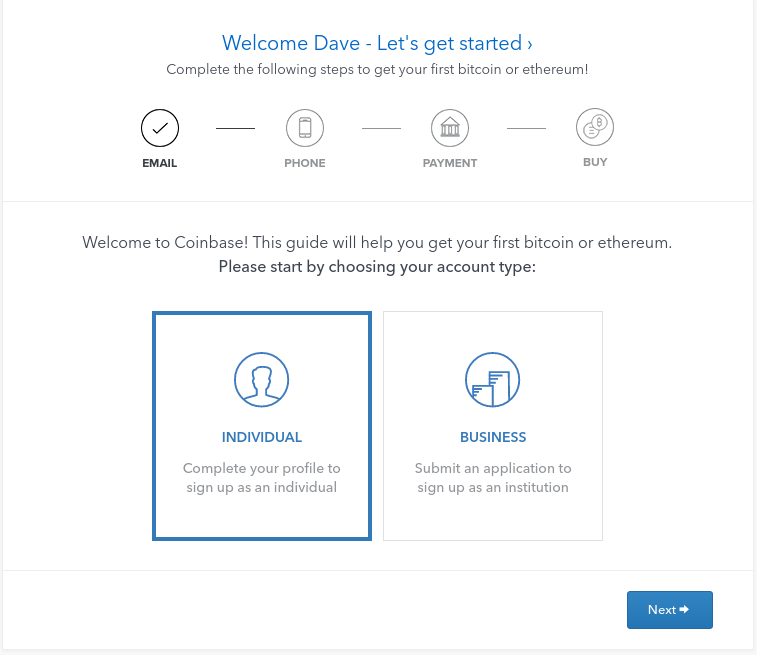 Welcome Dave - Let's get started ›
Complete the following steps to get your first bitcoin or ethereum!
EMAIL
PHONE
PAYMENT
BUY
Welcome to Coinbase! This guide will help you get your first bitcoin or ethereum.
Please start by choosing your account type:
INDIVIDUAL
Complete your profile to
sign up as an individual
BUSINESS
Submit an application to
sign up as an institution
Next